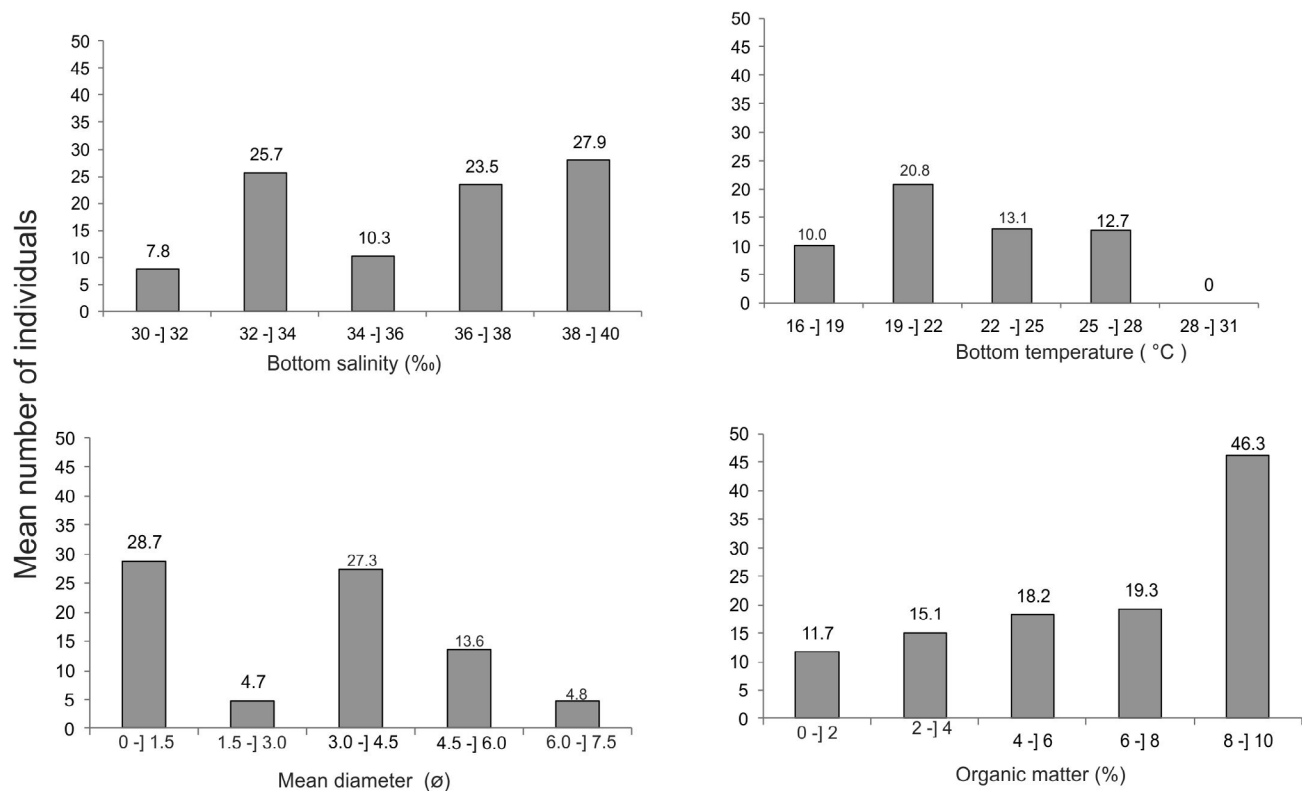 Mean number of individuals
50
45
40
35
30
25
20
15
10
5
0
7.8
25.7
10.3
23.5
27.9
30 -] 32
32 -] 34
34 -] 36
36 -] 38
38 -] 40
Bottom salinity (‰)
50
45
40
35
30
25
20
15
10
5
0
10.0
20.8
13.1
12.7
0
16 -] 19
19 -] 22
22 -] 25
25 -] 28
28 -] 31
Bottom temperature ( °C )
50
45
40
35
30
25
20
15
10
5
0
28.7
4.7
27.3
13.6
4.8
0 -] 1.5
1.5 -] 3.0
3.0 -] 4.5
4.5 -] 6.0
6.0 -] 7.5
Mean diameter (ø)
50
45
40
35
30
25
20
15
10
5
0
11.7
15.1
18.2
19.3
46.3
0 -] 2
2 -] 4
4 -] 6
6 -] 8
8 -] 10
Organic matter (%)